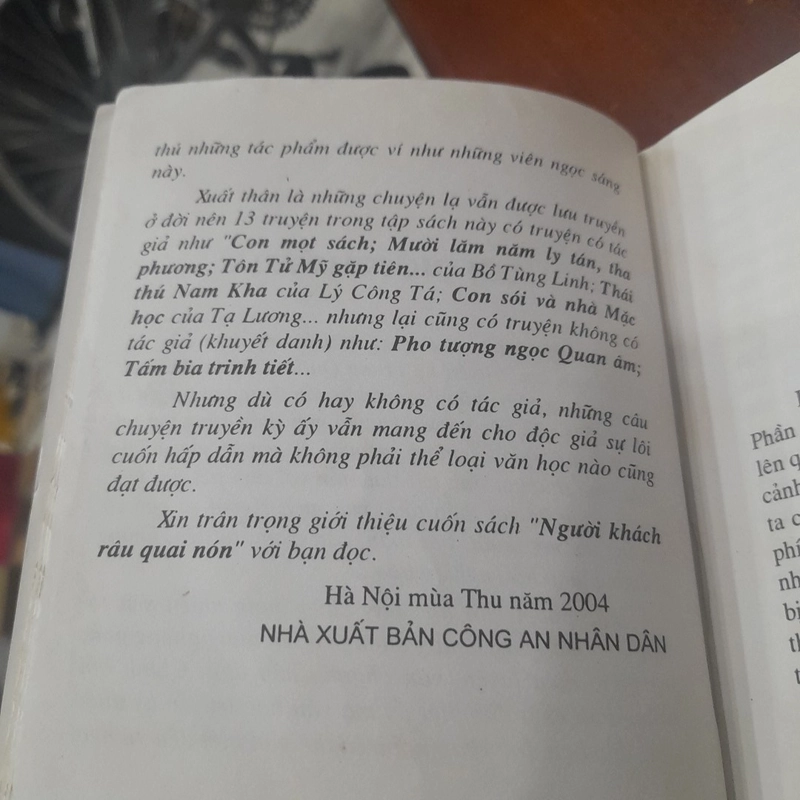 thú những tác phẩm được ví như những viên ngọc sáng
này.
Xuất thân là những chuyện lạ vẫn được lưu truyền
ở đời nên 13 truyện trong tập sách này có truyện có tác
giả như "Con mọt sách; Mười lăm năm ly tán, tha
phương; Tôn Tử Mỹ gặp tiên... của Bồ Tùng Linh; Thái
thú Nam Kha của Lý Công Tá; Con sói và nhà Mặc
học của Tạ Lương... nhưng lại cũng có truyện không có
tác giả (khuyết danh) như: Pho tượng ngọc Quan âm;
Tấm bia trinh tiết...
Nhưng dù có hay không có tác giả, những câu
chuyện truyền kỳ ấy vẫn mang đến cho độc giả sự lôi
cuốn hấp dẫn mà không phải thể loại văn học nào cũng
đạt được.
Xin trân trọng giới thiệu cuốn sách "Người khách
râu quai nón" với bạn đọc.
Hà Nội mùa Thu năm 2004
NHÀ XUẤT BẢN CÔNG AN NHÂN DÂN
Phần
lên q
cảnh
ta c
phí
nh
bi
th
t